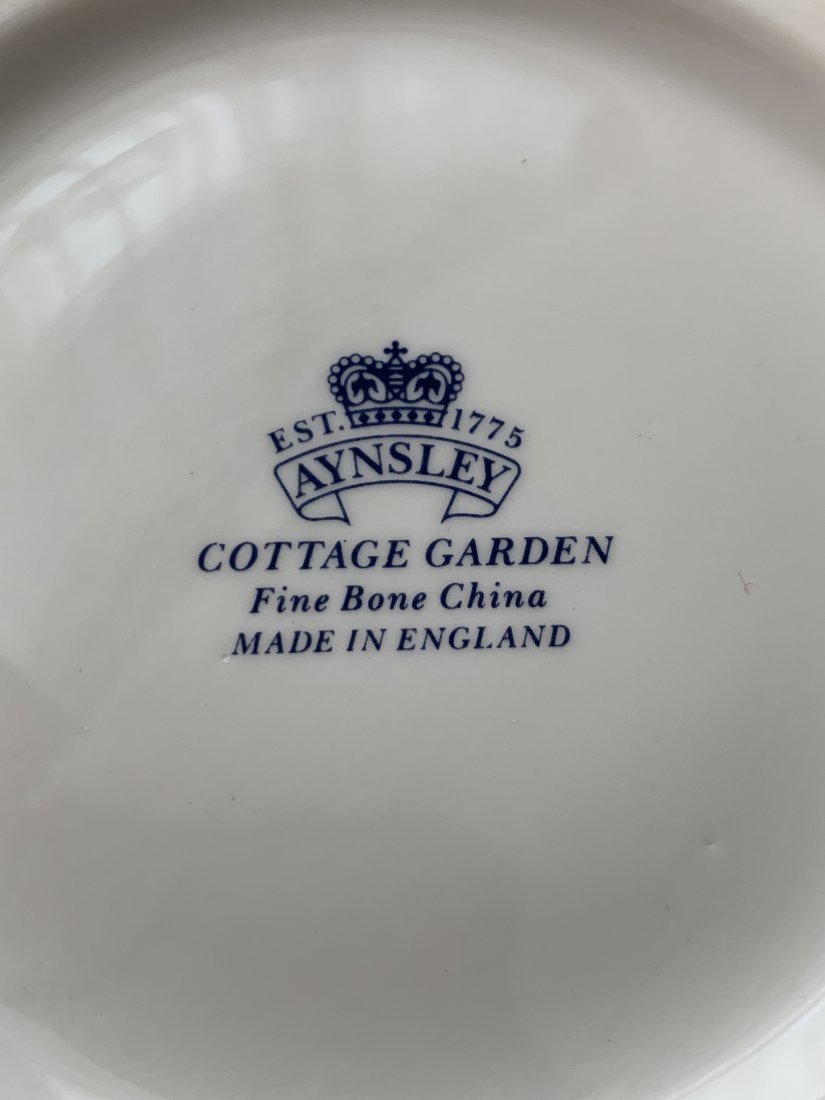 EST. 1775
AYNSLEY
COTTAGE GARDEN
Fine Bone China
MADE IN ENGLAND